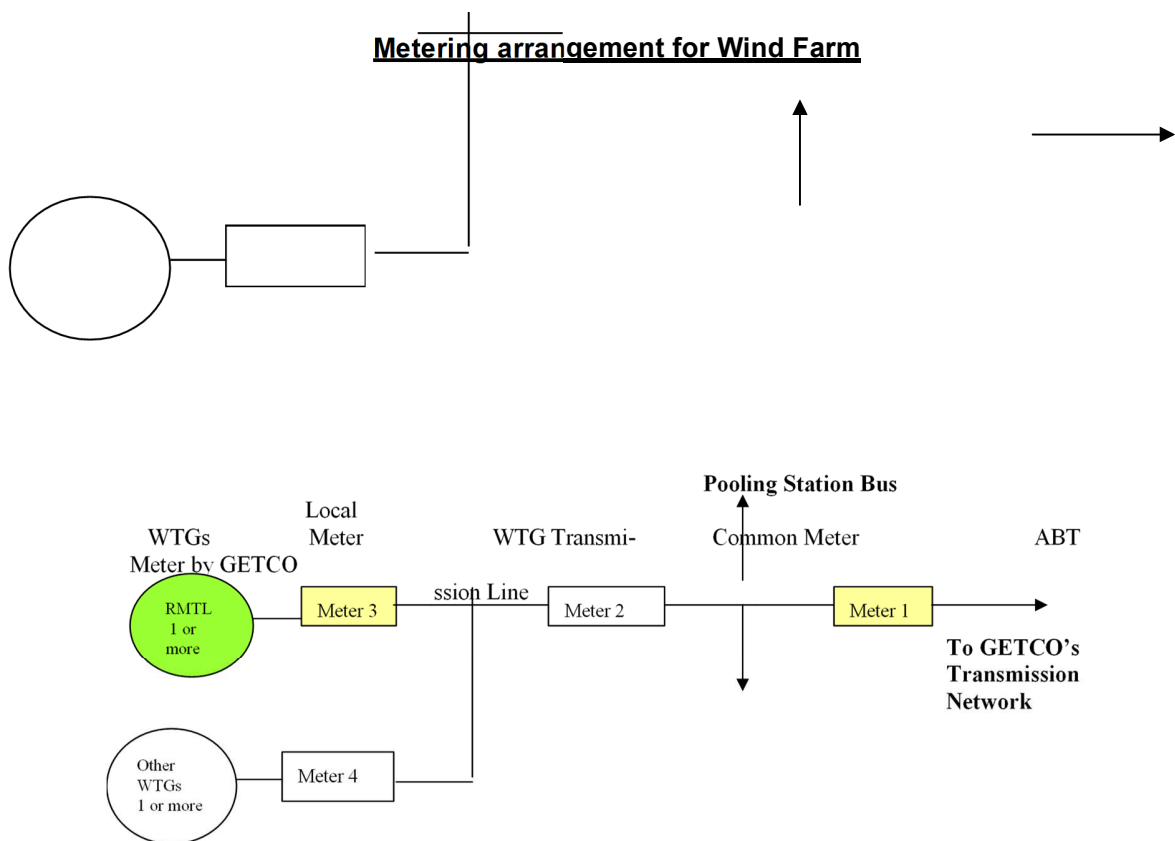 Metering arrangement for Wind Farm
Pooling Station Bus
Local
WTGs Meter WTG Transmi- Common Meter ABT
Meter by GETCO
ssion Line
RMTL
1 or
more
Meter 3
Meter 2
Meter 1
To GETCO's
Transmission
Network
Other
WTGs
1 or more
Meter 4